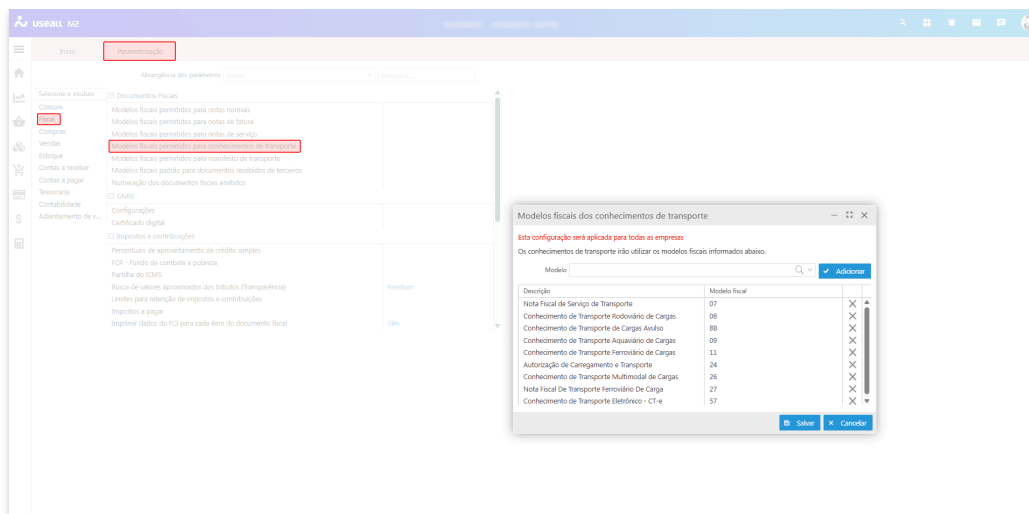 useall M2
Início
Parametrização
Abrangência dos parâmetros
Todos
Pesquisa...
Selecione o módulo
Comum
Fiscal
Compras
Vendas
Estoque
Contas a receber
Contas a pagar
Tesouraria
Contabilidade
Adiantamento de v...
Documentos Fiscais
Modelos fiscais permitidos para notas normais
Modelos fiscais permitidos para notas de fatura
Modelos fiscais permitidos para notas de serviço
Modelos fiscais permitidos para conhecimentos de transporte
Modelos fiscais permitidos para manifesto de transporte
Modelos fiscais padrão para documentos recebidos de terceiros
Numeração dos documentos fiscais emitidos
GNRE
Configurações
Certificado digital
Impostos e contribuições
Percentuais de aproveitamento de crédito simples
FCP - Fundo de combate a pobreza
Partilha do ICMS
Busca de valores aproximados dos tributos (Transparência) Nenhum
Limites para retenção de impostos e contribuições
Impostos a pagar
Imprimir dados do FCI para cada item do documento fiscal Sim
Modelos fiscais dos conhecimentos de transporte
Esta configuração será aplicada para todas as empresas
Os conhecimentos de transporte irão utilizar os modelos fiscais informados abaixo.
Modelo
Adicionar
Descrição Modelo fiscal
Nota Fiscal de Serviço de Transporte 07
Conhecimento de Transporte Rodoviário de Cargas 08
Conhecimento de Transporte de Cargas Avulso 8B
Conhecimento de Transporte Aquaviário de Cargas 09
Conhecimento de Transporte Ferroviário de Cargas 11
Autorização de Carregamento e Transporte 24
Conhecimento de Transporte Multimodal de Cargas 26
Nota Fiscal De Transporte Ferroviário De Carga 27
Conhecimento de Transporte Eletrônico - CT-e 57
Salvar
Cancelar